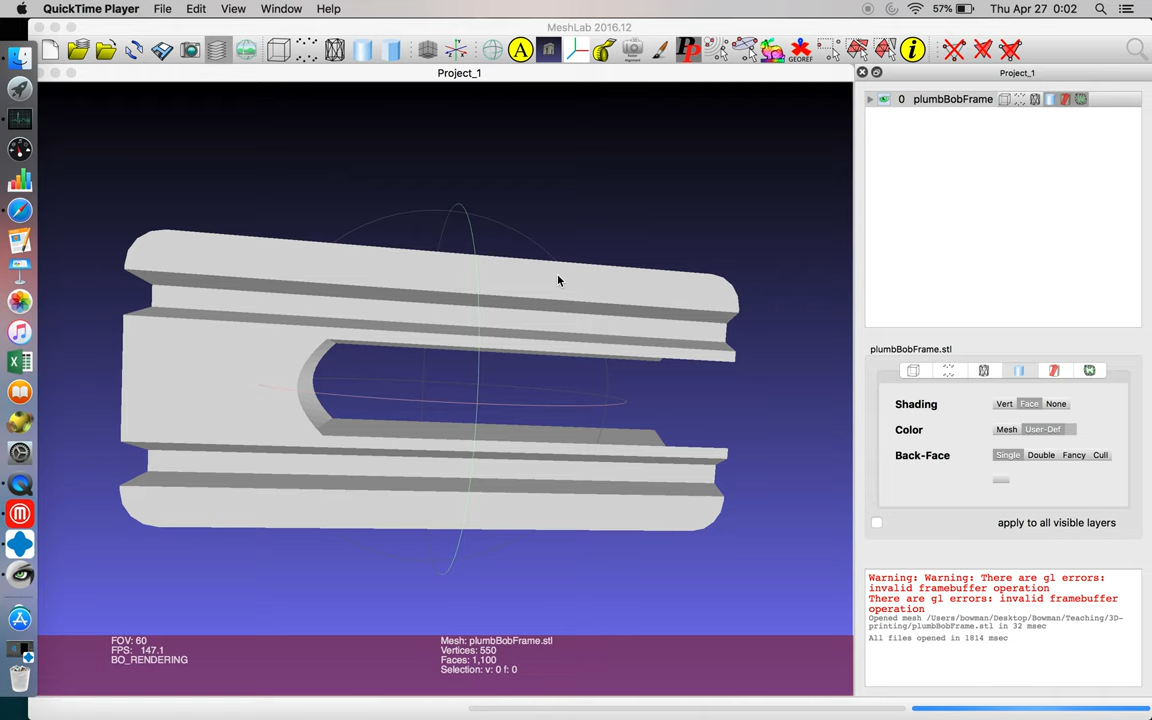 QuickTime Player File Edit View Window Help 57% Thu Apr 27 0:02
MeshLab 2016.12
Project_1
Project_1
0 plumbBobFrame
A
PP
GEOREF
i
plumbBobFrame.stl
Shading Vert Face None
Color Mesh User-Def
Back-Face Single Double Fancy Cull
apply to all visible layers
Warning: Warning: There are gl errors:
invalid framebuffer operation
There are gl errors: invalid framebuffer
operation
Opened mesh /Users/bowman/Desktop/Bowman/Teaching/3D-
printing/plumbBobFrame.stl in 32 msec
All files opened in 1814 msec
FOV: 60
FPS: 147.1
BO_RENDERING
Mesh: plumbBobFrame.stl
Vertices: 550
Faces: 1,100
Selection: v: 0 f: 0